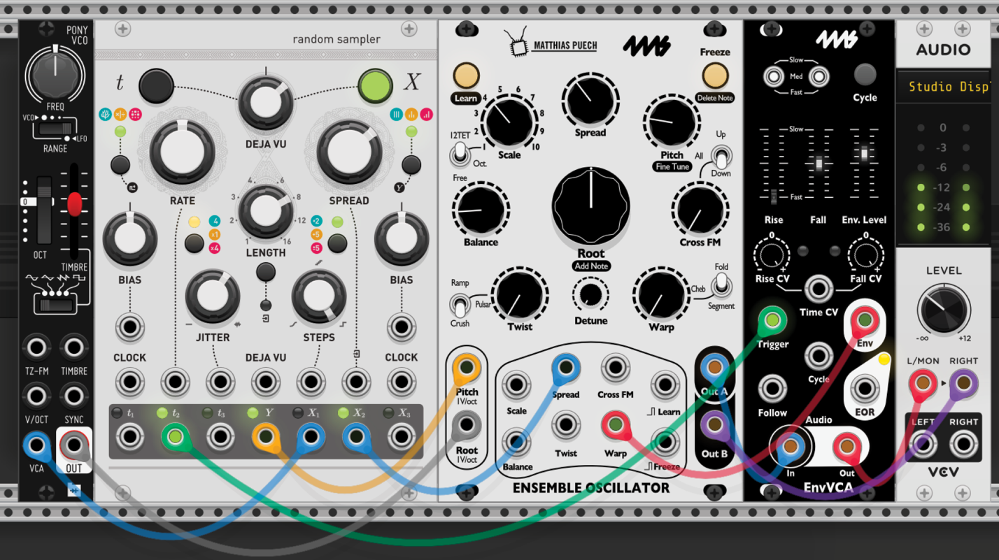 PONY
VCO
FREQ
VCO
LFO
RANGE
0
OCT
TIMBRE
TZ-FM
TIMBRE
V/OCT
SYNC
VCA
OUT
random sampler
t
X
DEJA VU
RATE
SPREAD
Y
4
6
3
8
2
12
1
16
LENGTH
4
x1
x4
+2
+5
±5
BIAS
BIAS
JITTER
STEPS
CLOCK
DEJA VU
CLOCK
t1
t2
t3
Y
X1
X2
X3
MATTHIAS PUECH
Freeze
Learn
Delete Note
1
2
3
4
5
6
7
8
9
10
Scale
Spread
Pitch
Fine Tune
12TET
Oct.
Free
Up
All
Down
Balance
Root
Add Note
Cross FM
Ramp
Pulsar
Crush
Twist
Detune
Warp
Fold
Cheb
Segment
Pitch
1V/oct
Root
1V/oct
Scale
Spread
Cross FM
Learn
Balance
Twist
Warp
Freeze
Out A
Out B
ENSEMBLE OSCILLATOR
Slow
Med
Fast
Cycle
Slow
Fast
Rise
Fall
Env. Level
0
0
- +
- +
Rise CV
Fall CV
Time CV
Trigger
Env
Cycle
Follow
EOR
Audio
In
Out
EnvVCA
AUDIO
Studio Disp
0
-3
-6
-12
-24
-36
LEVEL
-∞
+12
L/MON
RIGHT
LEFT
RIGHT
VCV